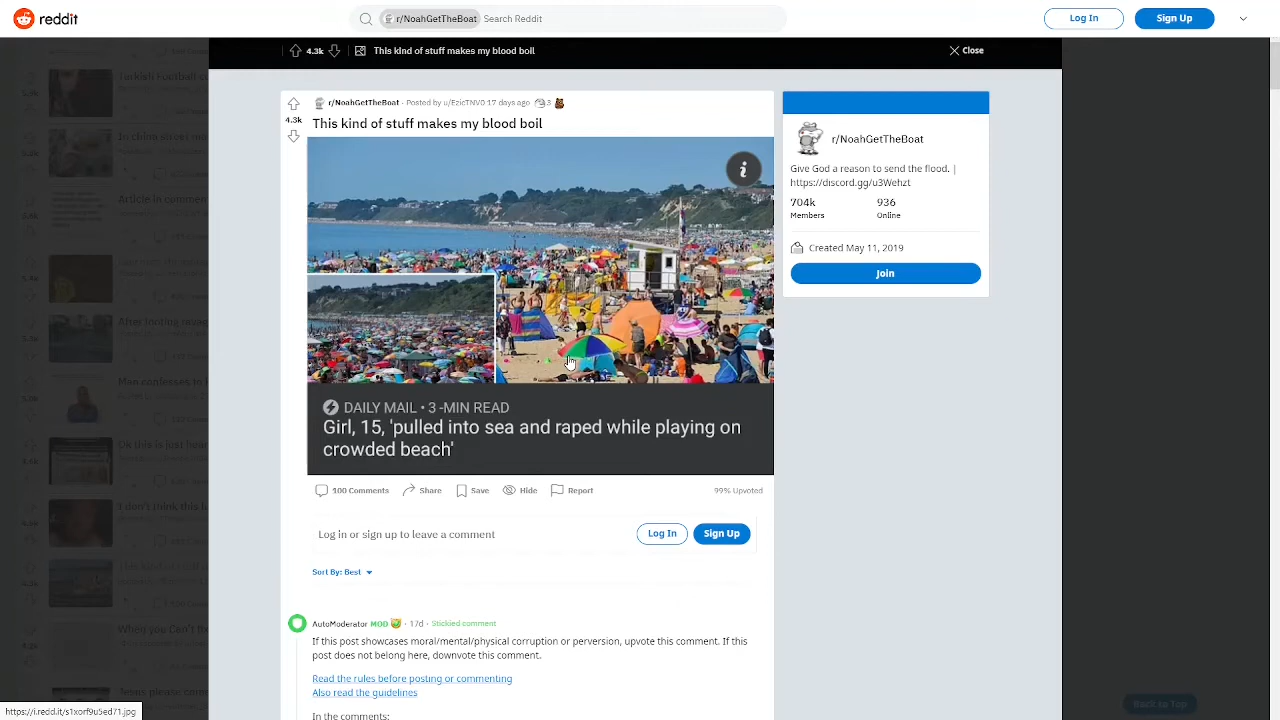 reddit
r/NoahGetTheBoat Search Reddit
Log In
Sign Up
4.3k
This kind of stuff makes my blood boil
Close
r/NoahGetTheBoat · Posted by u/EzicTNV0 17 days ago 3
4.3k
This kind of stuff makes my blood boil
i
DAILY MAIL • 3 -MIN READ
Girl, 15, 'pulled into sea and raped while playing on
crowded beach'
100 Comments
Share
Save
Hide
Report
99% Upvoted
Log in or sign up to leave a comment
Log In
Sign Up
Sort By: Best
AutoModerator MOD · 17d · Stickied comment
If this post showcases moral/mental/physical corruption or perversion, upvote this comment. If this
post does not belong here, downvote this comment.
Read the rules before posting or commenting
Also read the guidelines
In the comments:
r/NoahGetTheBoat
Give God a reason to send the flood. |
https://discord.gg/u3Wehzt
704k
936
Members
Online
Created May 11, 2019
Join
Back to Top
https://i.redd.it/s1xorf9u5ed71.jpg